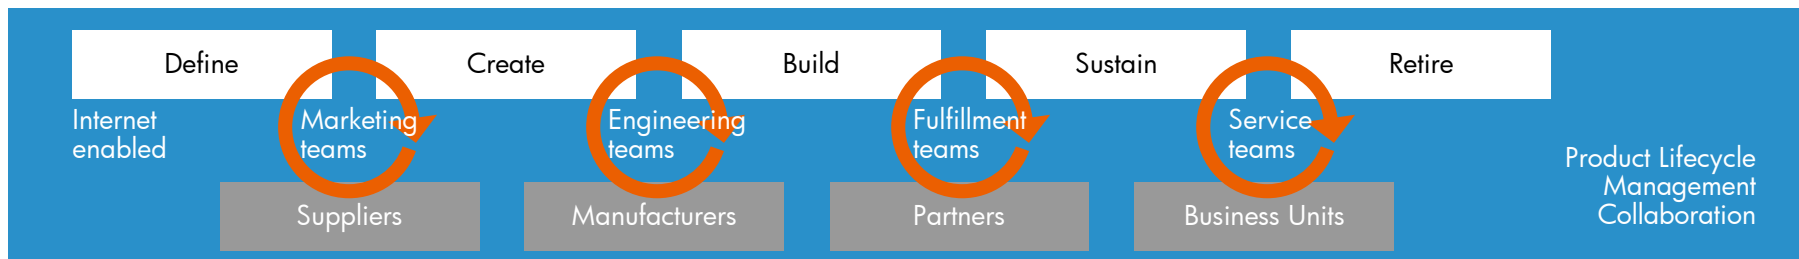 Define
Create
Build
Sustain
Retire
Internet
enabled
Marketing
teams
Engineering
teams
Fulfillment
teams
Service
teams
Product Lifecycle
Management
Collaboration
Suppliers
Manufacturers
Partners
Business Units